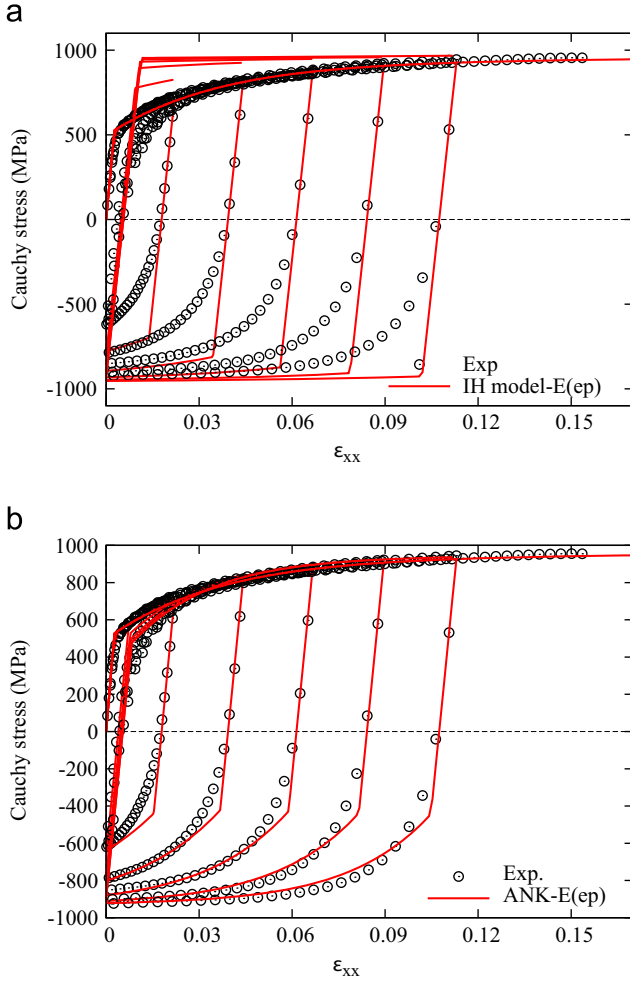 a
1000
500
0
-500
-1000
Cauchy stress (MPa)
Exp
IH model-E(ep)
0
0.03
0.06
0.09
0.12
0.15
εxx
b
1000
800
600
400
200
0
-200
-400
-600
-800
-1000
Cauchy stress (MPa)
Exp.
ANK-E(ep)
0
0.03
0.06
0.09
0.12
0.15
εxx